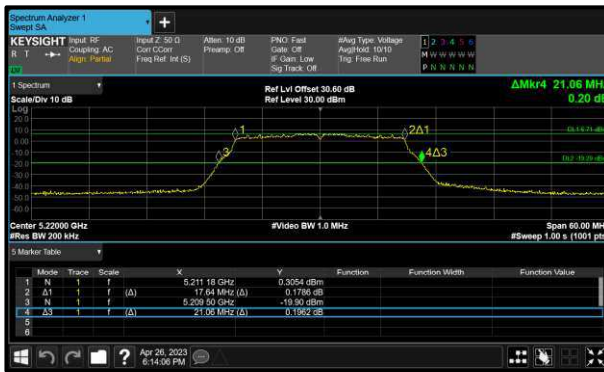 Spectrum Analyzer 1
Swept SA
+
KEYSIGHT
R T
Input: RF
Coupling: AC
Align: Partial
Input Z: 50 Ω
Corr CCorr
Freq Ref: Int (S)
Atten: 10 dB
Preamp: Off
PNO: Fast
Gate: Off
IF Gain: Low
Sig Track: Off
#Avg Type: Voltage
Avg|Hold: 10/10
Trig: Free Run
1 2 3 4 5 6
M W W W W W
P N N N N N
1 Spectrum
Scale/Div 10 dB
Ref Lvl Offset 30.60 dB
Ref Level 30.00 dBm
ΔMkr4 21.06 MHz
0.20 dB
Log
20.0
10.0
0.00
-10.0
-20.0
-30.0
-40.0
-50.0
-60.0
1
2Δ1
3
4Δ3
Center 5.22000 GHz
#Res BW 200 kHz
#Video BW 1.0 MHz
Span 60.00 MHz
#Sweep 1.00 s (1001 pts
5 Marker Table
Mode Trace Scale X Y Function Function Width Function Value
1 N 1 f 5.211 18 GHz 0.3054 dBm
2 Δ1 1 f (Δ) 17.64 MHz (Δ) 0.1786 dB
3 N 1 f 5.209 50 GHz -19.90 dBm
4 Δ3 1 f (Δ) 21.06 MHz (Δ) 0.1962 dB
5
6
?
Apr 26, 2023
6:14:06 PM